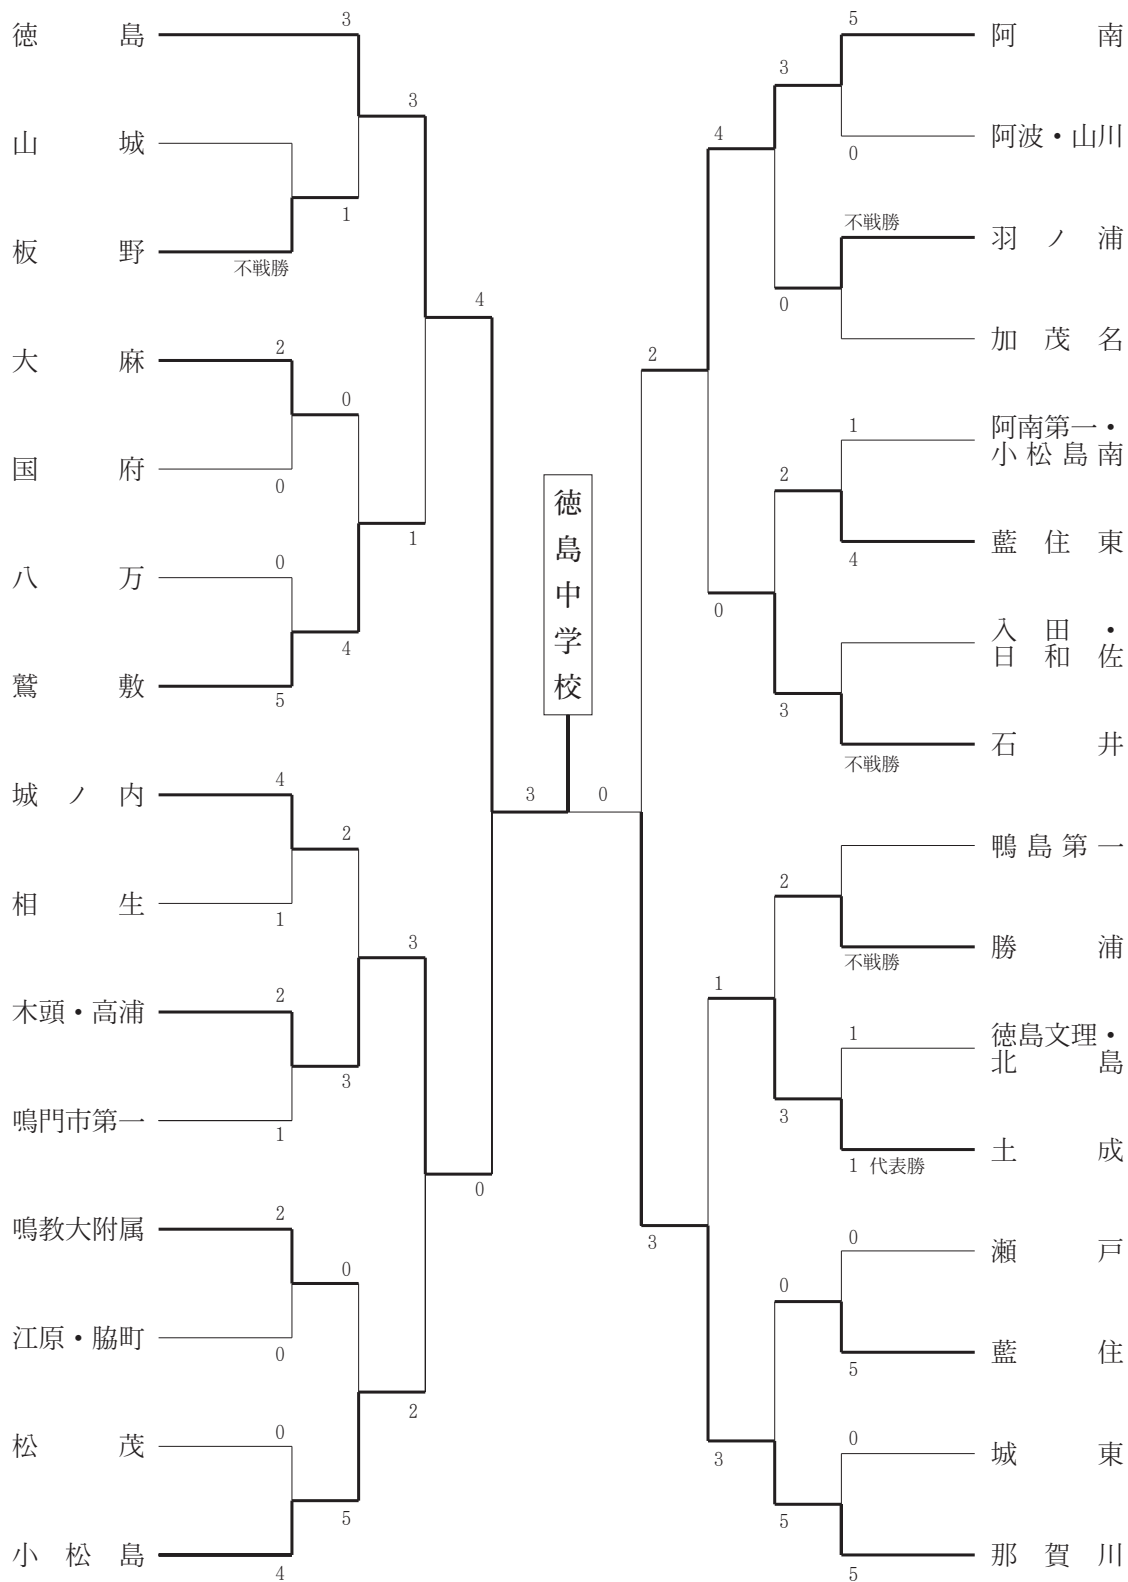 3
徳島
3
山城
1
板野
不戦勝
4
大麻
2
0
国府
0
1
八万
0
4
鷲敷
5
城ノ内
4
2
相生
1
3
木頭・高浦
2
3
鳴門市第一
1
0
鳴教大附属
2
0
江原・脇町
0
2
松茂
0
5
小松島
4
徳島中学校
3
0
5
阿南
3
4
阿波・山川
0
不戦勝
羽ノ浦
0
加茂名
2
1
阿南第一・
小松島南
2
藍住東
4
0
入田・
日和佐
3
石井
不戦勝
鴨島第一
2
勝浦
不戦勝
1
1
徳島文理・
北島
3
土成
1 代表勝
3
0
瀬戸
0
藍住
5
0
城東
3
5
那賀川
5